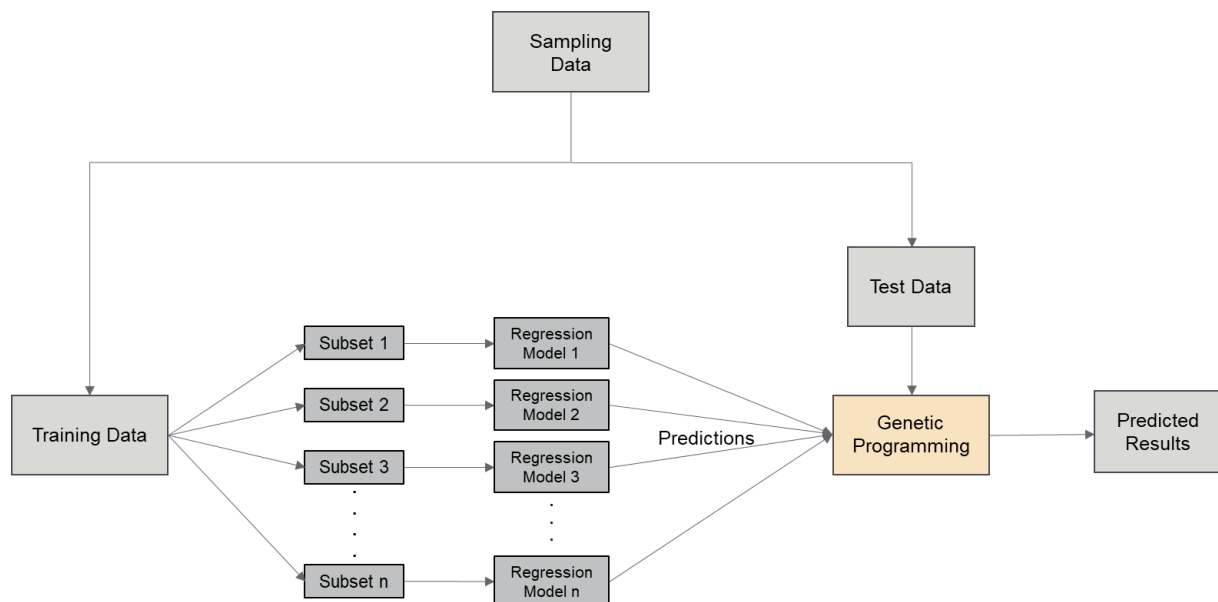 Sampling
Data
Test Data
Subset 1
Regression
Model 1
Subset 2
Regression
Model 2
Training Data
Predictions
Genetic
Programming
Predicted
Results
Subset 3
Regression
Model 3
Subset n
Regression
Model n